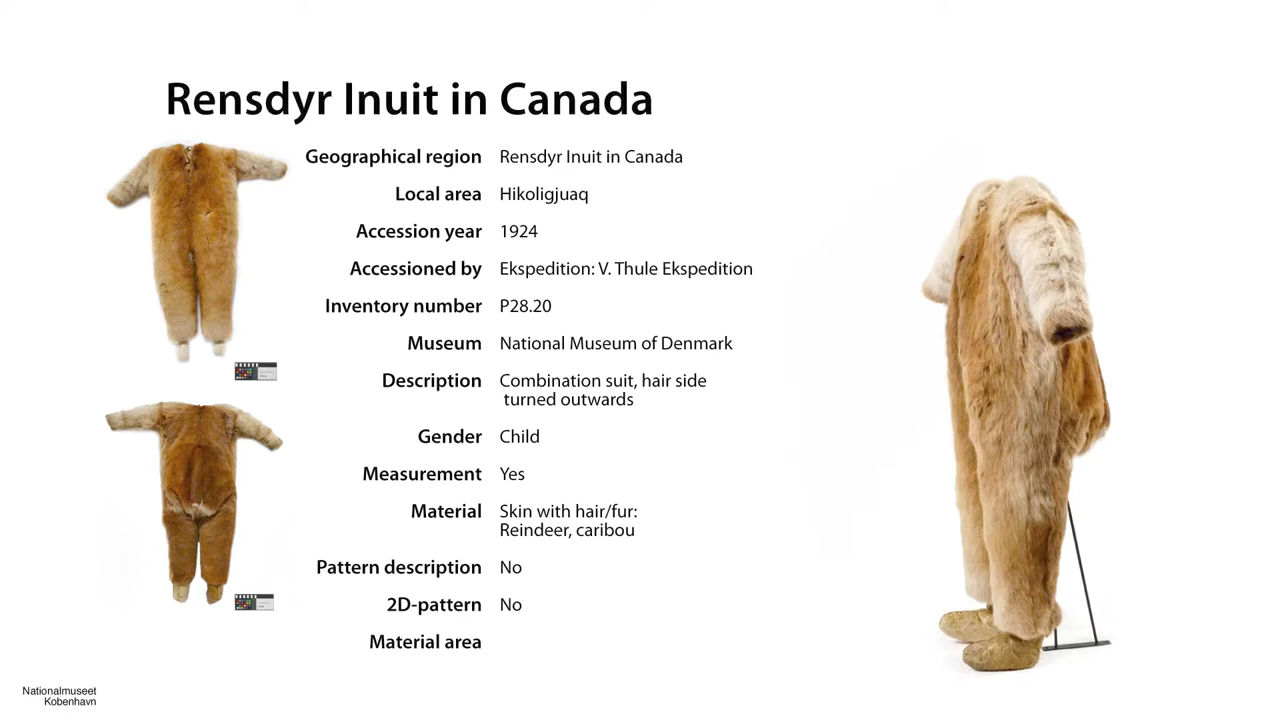 Rensdyr Inuit in Canada
Geographical region Rensdyr Inuit in Canada
Local area Hikoligjuaq
Accession year 1924
Accessioned by Ekspedition: V. Thule Ekspedition
Inventory number P28.20
Museum National Museum of Denmark
Description Combination suit, hair side
turned outwards
Gender Child
Measurement Yes
Material Skin with hair/fur:
Reindeer, caribou
Pattern description No
2D-pattern No
Material area
Nationalmuseet
Kobenhavn